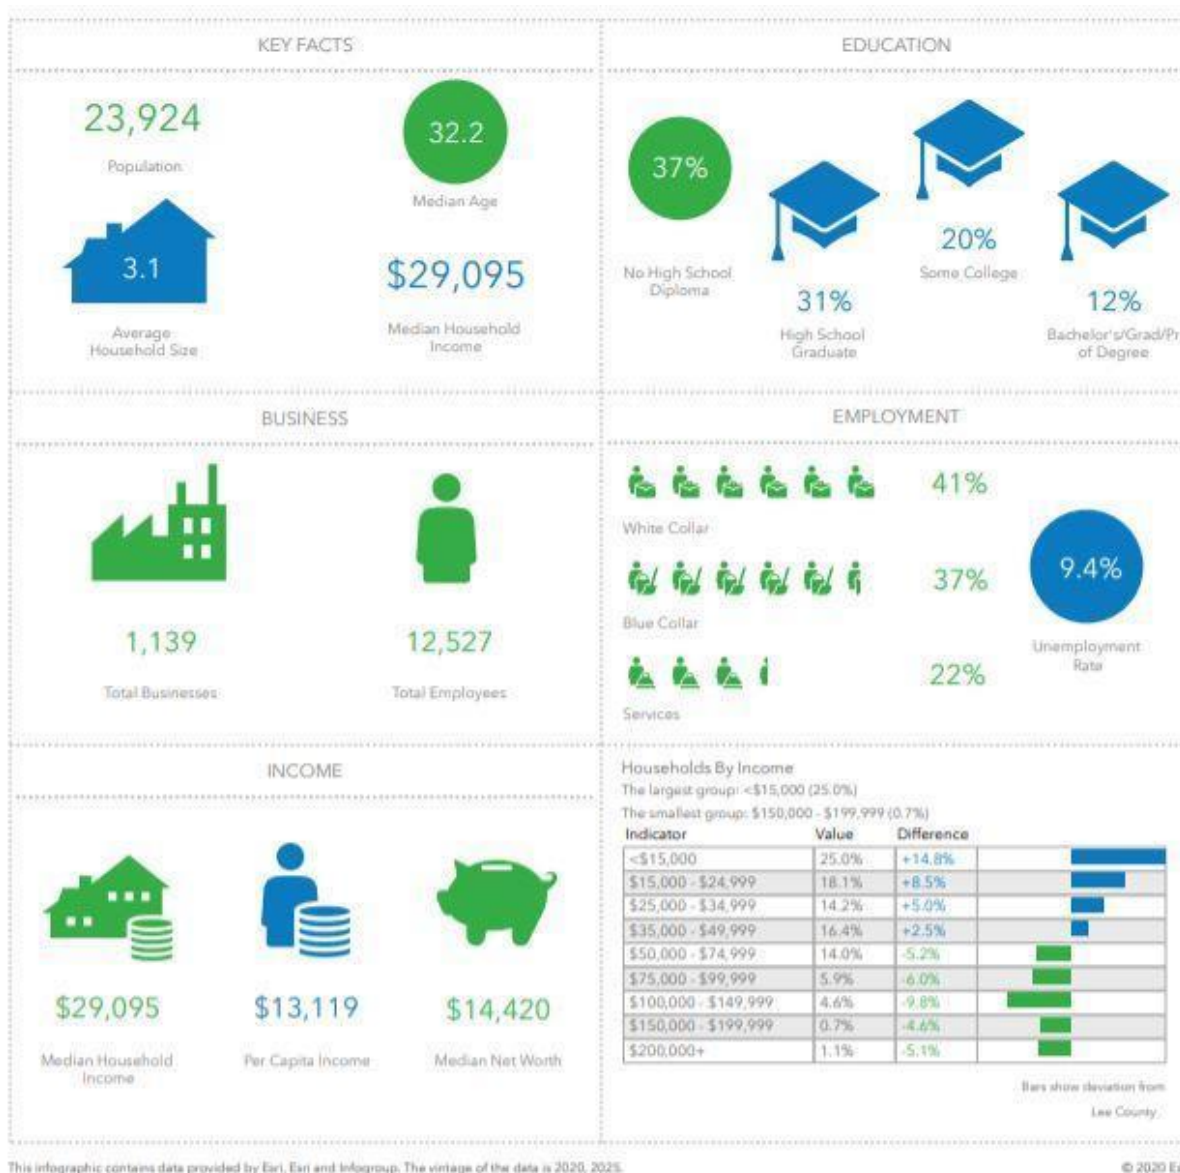 KEY FACTS
23,924
Population
32.2
Median Age
3.1
Average
Household Size
$29,095
Median Household
Income
EDUCATION
37%
No High School
Diploma
31%
High School
Graduate
20%
Some College
12%
Bachelor's/Grad/Pr
of Degree
BUSINESS
1,139
Total Businesses
12,527
Total Employees
EMPLOYMENT
41%
White Collar
37%
Blue Collar
22%
Services
9.4%
Unemployment
Rate
INCOME
$29,095
Median Household
Income
$13,119
Per Capita Income
$14,420
Median Net Worth
Households By Income
The largest group: <$15,000 (25.0%)
The smallest group: $150,000 - $199,999 (0.7%)
Indicator Value Difference
<$15,000 25.0% +14.8%
$15,000 - $24,999 18.1% +8.5%
$25,000 - $34,999 14.2% +5.0%
$35,000 - $49,999 16.4% +2.5%
$50,000 - $74,999 14.0% -5.2%
$75,000 - $99,999 5.9% -6.0%
$100,000 - $149,999 4.6% -9.8%
$150,000 - $199,999 0.7% -4.6%
$200,000+ 1.1% -5.1%
Bars show deviation from
Lee County
This infographic contains data provided by Esri, Esri and Infogroup. The vintage of the data is 2020, 2025.
© 2020 Es